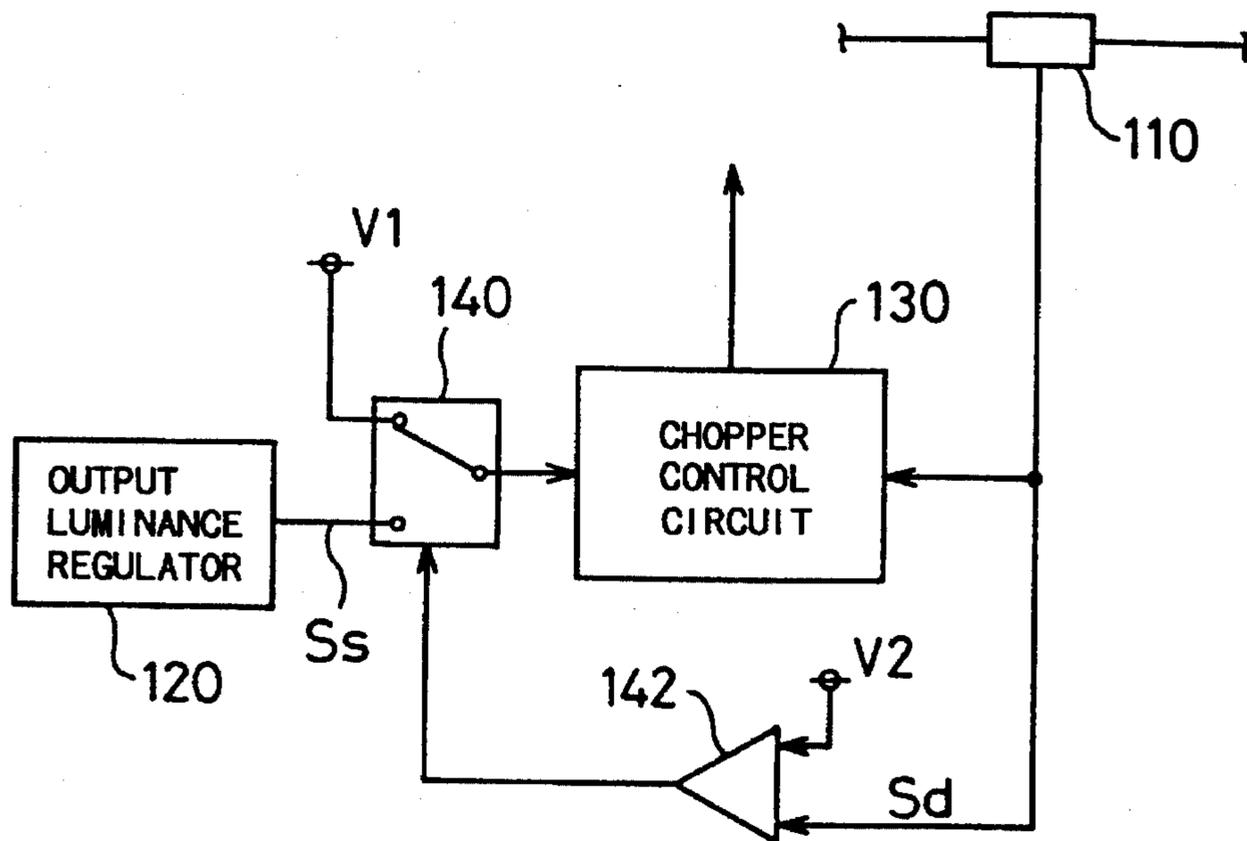 110
V1
140
130
CHOPPER
CONTROL
CIRCUIT
OUTPUT
LUMINANCE
REGULATOR
Ss
120
142
V2
Sd